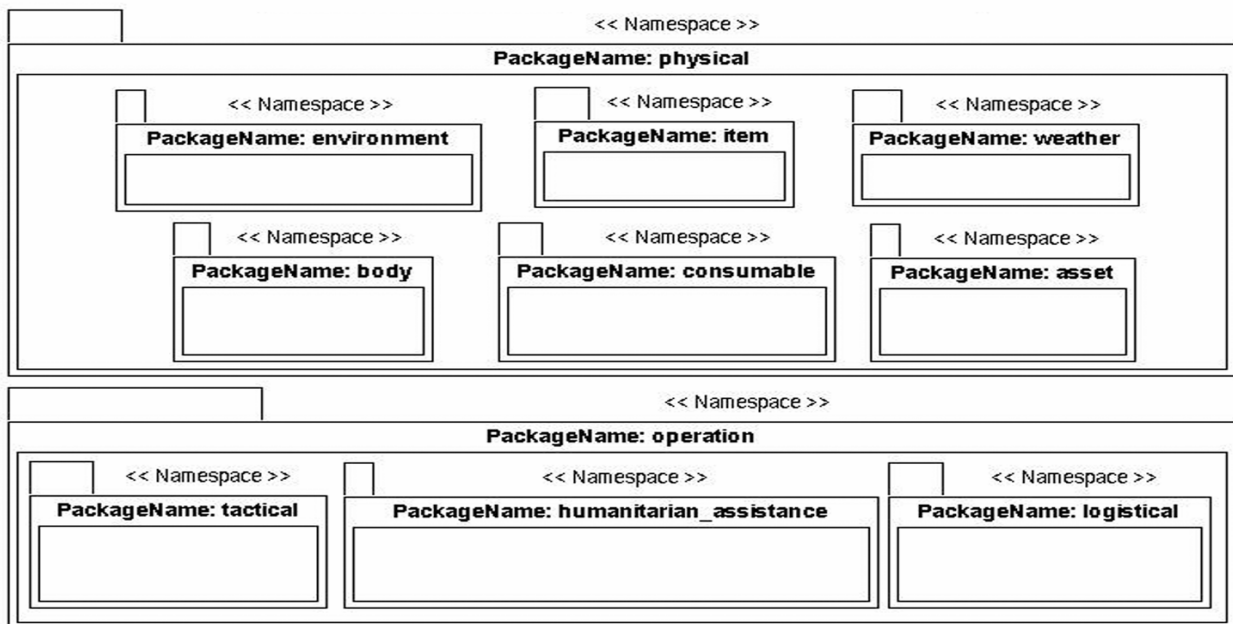 << Namespace >>
PackageName: physical
<< Namespace >>
PackageName: environment
<< Namespace >>
PackageName: item
<< Namespace >>
PackageName: weather
<< Namespace >>
PackageName: body
<< Namespace >>
PackageName: consumable
<< Namespace >>
PackageName: asset
<< Namespace >>
PackageName: operation
<< Namespace >>
PackageName: tactical
<< Namespace >>
PackageName: humanitarian_assistance
<< Namespace >>
PackageName: logistical